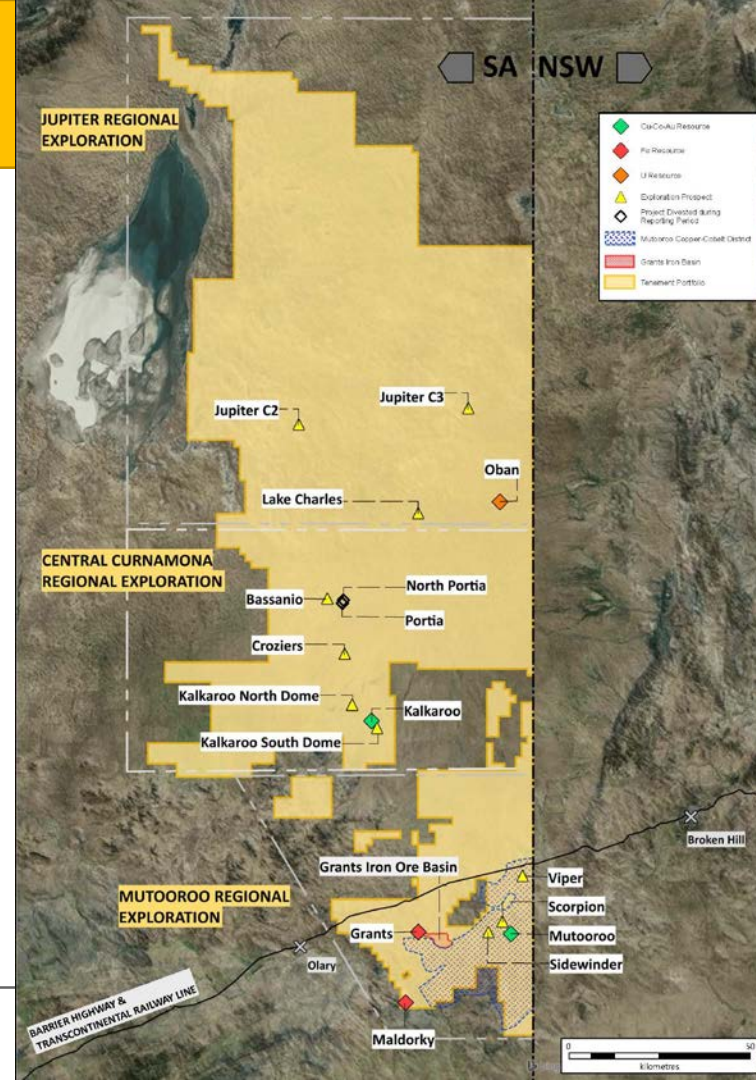 SA NSW
JUPITER REGIONAL
EXPLORATION
Cu-Co-Au Resource
Fe Resource
U Resource
Exploration Prospect
Project Divested during
Reporting Period
Mutooroo Copper-Cobalt District
Grants Iron Basin
Tenement Portfolio
Jupiter C3
Jupiter C2
Oban
Lake Charles
CENTRAL CURNAMONA
REGIONAL EXPLORATION
North Portia
Bassanio
Portia
Croziers
Kalkaroo North Dome
Kalkaroo
Kalkaroo South Dome
Broken Hill
Grants Iron Ore Basin
Viper
MUTOOROO REGIONAL
EXPLORATION
Scorpion
Grants
Mutooroo
Olary
Sidewinder
BARRIER HIGHWAY &
TRANSCONTINENTAL RAILWAY LINE
Maldorky
0 50
kilometres